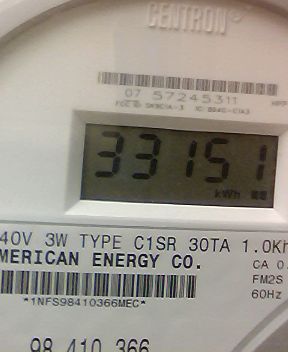 CENTRON®
07 57245311
33151
kWh
40V 3W TYPE C1SR 30TA 1.0Kh
MERICAN ENERGY CO.
CA 0.
FM2S
60Hz
*1NFS98410366MEC*
98 410 366